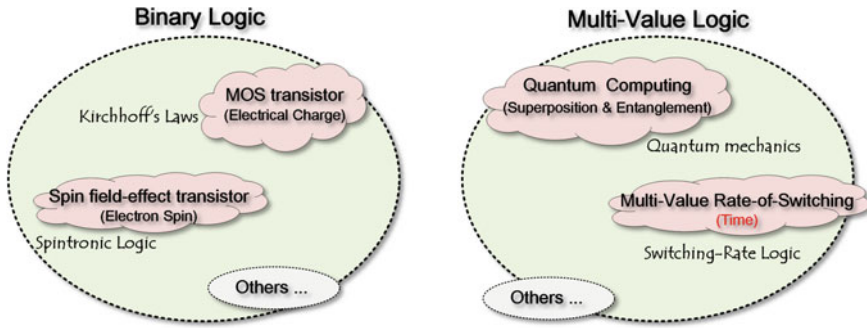 Binary Logic
MOS transistor
(Electrical Charge)
Kirchhoff's Laws
Spin field-effect transistor
(Electron Spin)
Spintronic Logic
Others ...
Multi-Value Logic
Quantum Computing
(Superposition & Entanglement)
Quantum mechanics
Multi-Value Rate-of-Switching
(Time)
Switching-Rate Logic
Others ...